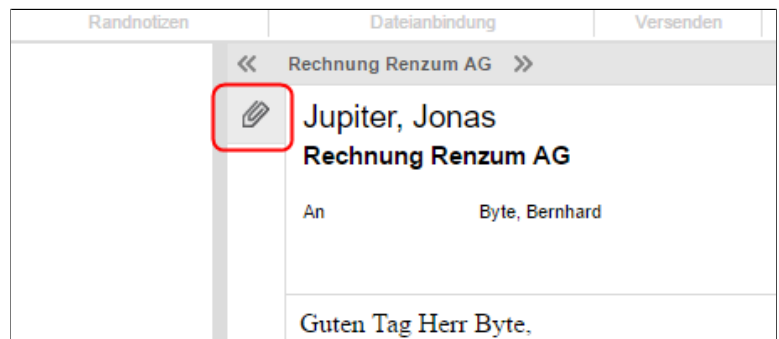 Randnotizen Dateianbindung Versenden
Rechnung Renzum AG
Jupiter, Jonas
Rechnung Renzum AG
An Byte, Bernhard
Guten Tag Herr Byte,